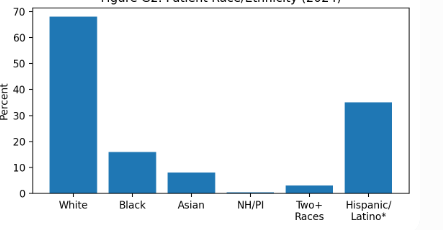 Percent
70
60
50
40
30
20
10
0
White
Black
Asian
NH/PI
Two+
Races
Hispanic/
Latino*